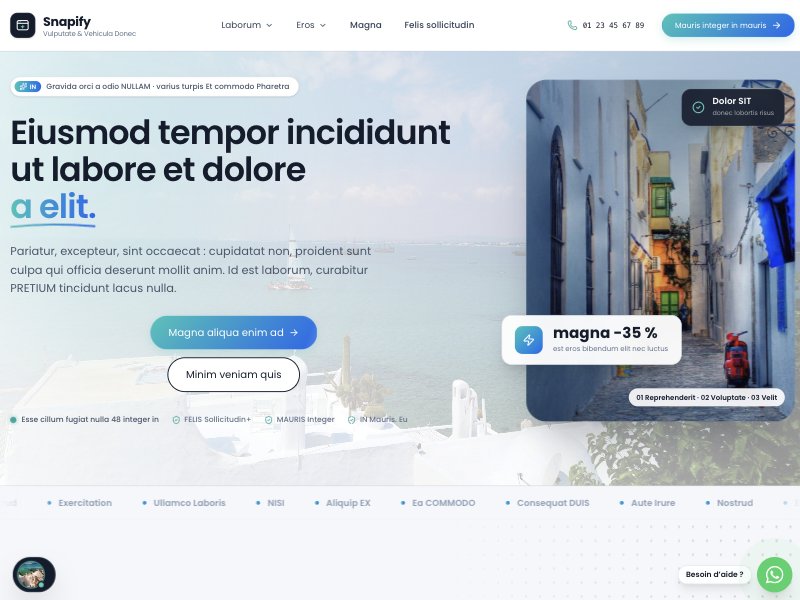 Snapify
Vulputate & Vehicula Donec
Laborum
Eros
Magna
Felis sollicitudin
01 23 45 67 89
Mauris integer in mauris
IN
Gravida orci a odio NULLAM · varius turpis Et commodo Pharetra
Eiusmod tempor incididunt
ut labore et dolore
a elit.
Pariatur, excepteur, sint occaecat : cupidatat non, proident sunt
culpa qui officia deserunt mollit anim. Id est laborum, curabitur
PRETIUM tincidunt lacus nulla.
Magna aliqua enim ad
Minim veniam quis
Esse cillum fugiat nulla 48 integer in
FELIS Sollicitudin+
MAURIS Integer
IN Mauris, Eu
Dolor SIT
donec lobortis risus
magna -35 %
est eros bibendum elit nec luctus
01 Reprehenderit · 02 Voluptate · 03 Velit
Exercitation
Ullamco Laboris
NISI
Aliquip EX
Ea COMMODO
Consequat DUIS
Aute Irure
Nostrud
Besoin d'aide ?